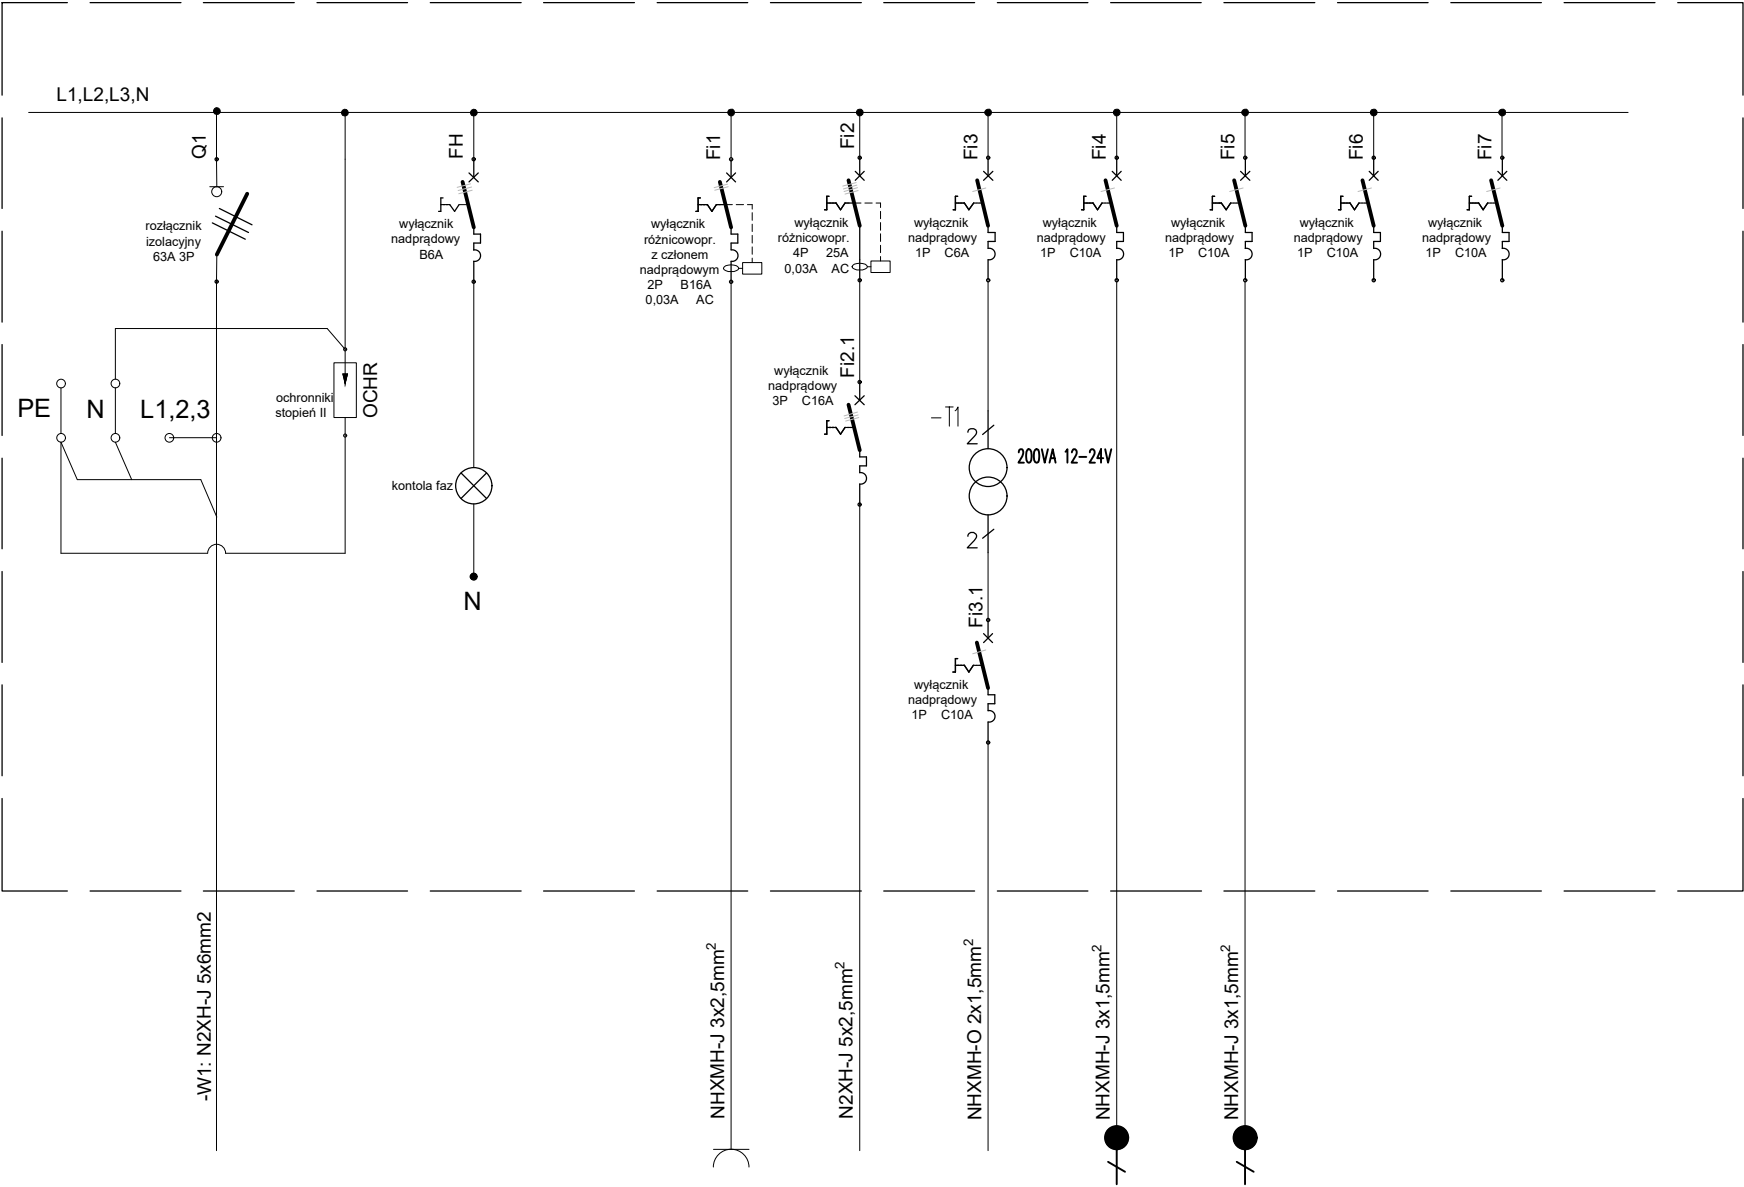 L1,L2,L3,N
Q1
rozłącznik
izolacyjny
63A 3P
PE
N
L1,2,3
ochronniki
stopień II
OCHR
FH
wyłącznik
nadprądowy
B6A
kontola faz
N
Fi1
wyłącznik
różnicowopr.
z członem
nadprądowym
2P B16A
0,03A AC
Fi2
wyłącznik
różnicowopr.
4P 25A
0,03A AC
Fi2.1
wyłącznik
nadprądowy
3P C16A
Fi3
wyłącznik
nadprądowy
1P C6A
-T1
2
200VA 12-24V
2
Fi3.1
wyłącznik
nadprądowy
1P C10A
Fi4
wyłącznik
nadprądowy
1P C10A
Fi5
wyłącznik
nadprądowy
1P C10A
Fi6
wyłącznik
nadprądowy
1P C10A
Fi7
wyłącznik
nadprądowy
1P C10A
-W1: N2XH-J 5x6mm2
NHXMH-J 3x2,5mm²
N2XH-J 5x2,5mm²
NHXMH-O 2x1,5mm²
NHXMH-J 3x1,5mm²
NHXMH-J 3x1,5mm²